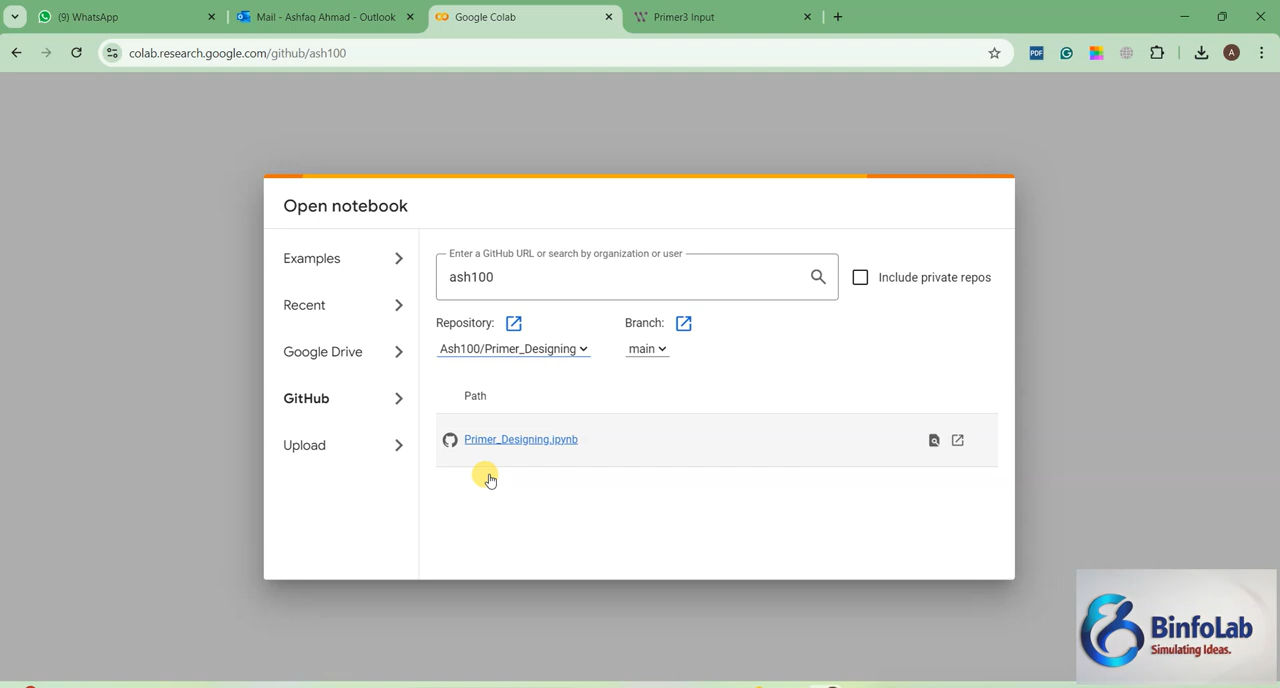 (9) WhatsApp
Mail - Ashfaq Ahmad - Outlook
Google Colab
Primer3 Input
colab.research.google.com/github/ash100
PDF
A
Open notebook
Examples
Recent
Google Drive
GitHub
Upload
Enter a GitHub URL or search by organization or user
ash100
Include private repos
Repository:
Branch:
Ash100/Primer_Designing
main
Path
Primer_Designing.ipynb
BinfoLab
Simulating Ideas.